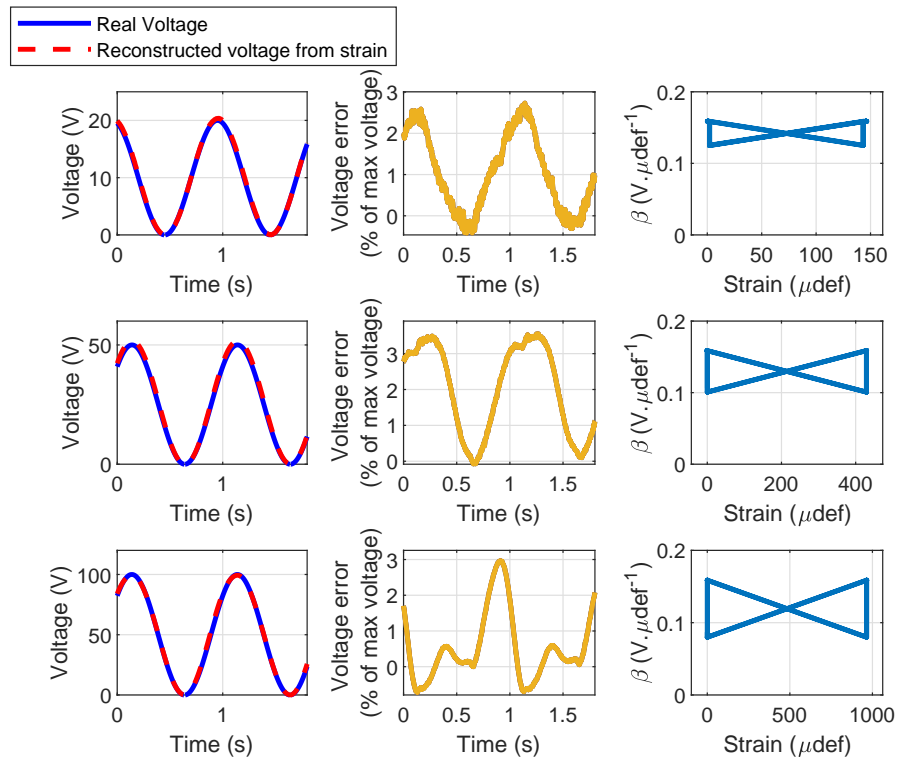 Real Voltage
Reconstructed voltage from strain
Voltage (V)
20
10
0
0
1
Time (s)
Voltage error
(% of max voltage)
3
2
1
0
0
0.5
1
1.5
Time (s)
β (V.μdef-1)
0.2
0.1
0
0
50
100
150
Strain (μdef)
Voltage (V)
50
0
0
1
Time (s)
Voltage error
(% of max voltage)
3
2
1
0
0
0.5
1
1.5
Time (s)
β (V.μdef-1)
0.2
0.1
0
0
200
400
Strain (μdef)
Voltage (V)
100
50
0
0
1
Time (s)
Voltage error
(% of max voltage)
3
2
1
0
0
0.5
1
1.5
Time (s)
β (V.μdef-1)
0.2
0.1
0
0
500
1000
Strain (μdef)